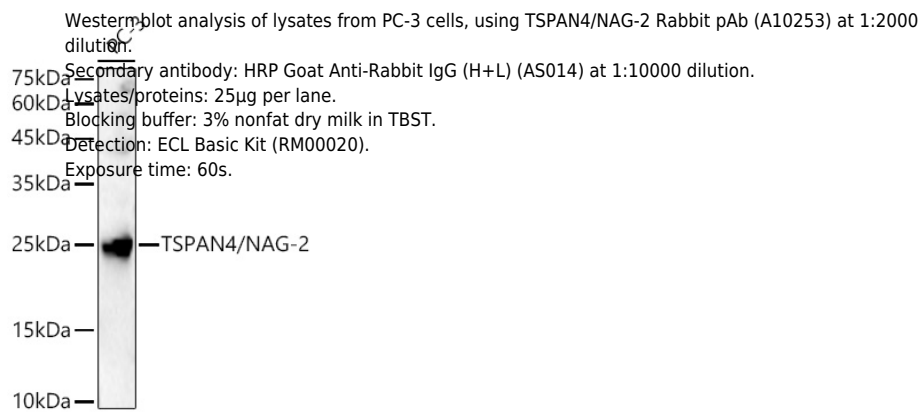 Western blot analysis of lysates from PC-3 cells, using TSPAN4/NAG-2 Rabbit pAb (A10253) at 1:2000
dilution.
Secondary antibody: HRP Goat Anti-Rabbit IgG (H+L) (AS014) at 1:10000 dilution.
Lysates/proteins: 25μg per lane.
Blocking buffer: 3% nonfat dry milk in TBST.
Detection: ECL Basic Kit (RM00020).
Exposure time: 60s.
PC-3
75kDa
60kDa
45kDa
35kDa
25kDa
TSPAN4/NAG-2
15kDa
10kDa